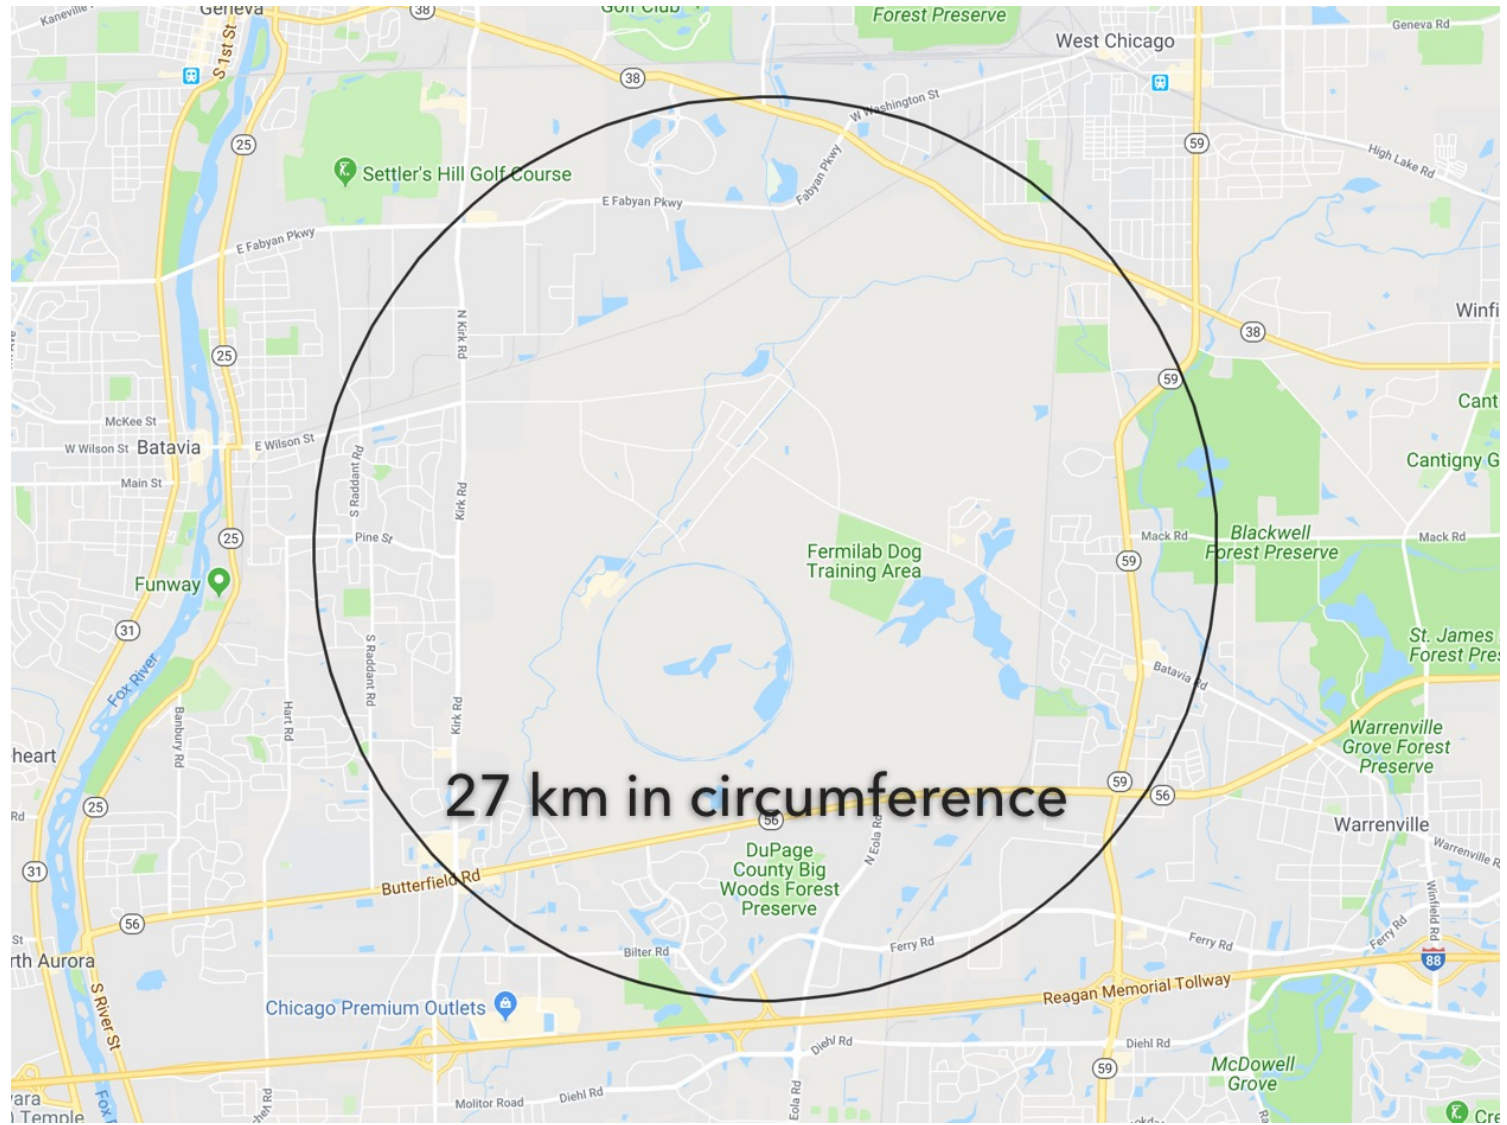 Kaneville
Geneva
38
Golf Club
Forest Preserve
West Chicago
Geneva Rd
S 1st St
38
W Washington St
25
59
High Lake Rd
Settler's Hill Golf Course
Fabyan Pkwy
E Fabyan Pkwy
E Fabyan Pkwy
N Kirk Rd
Winfi
38
25
59
Cant
McKee St
W Wilson St
Batavia
E Wilson St
Cantigny G
Main St
S Raddant Rd
Kirk Rd
25
Pine St
Fermilab Dog
Training Area
Mack Rd
Blackwell
Forest Preserve
Mack Rd
59
Funway
31
St. James
Forest Pres
Fox River
S Raddant Rd
Batavia Rd
Banbury Rd
Hart Rd
Kirk Rd
Warrenville
Grove Forest
Preserve
heart
27 km in circumference
59
56
25
Rd
56
N Eola Rd
Warrenville
Warrenville R
31
DuPage
County Big
Woods Forest
Preserve
Butterfield Rd
Winfield Rd
56
St
Bilter Rd
Ferry Rd
Ferry Rd
Ferry Rd
rth Aurora
88
S River St
Chicago Premium Outlets
Reagan Memorial Tollway
Diehl Rd
Diehl Rd
59
McDowell
Grove
Diehl Rd
Molitor Road
Eola Rd
ara
Temple
Fox
Cre